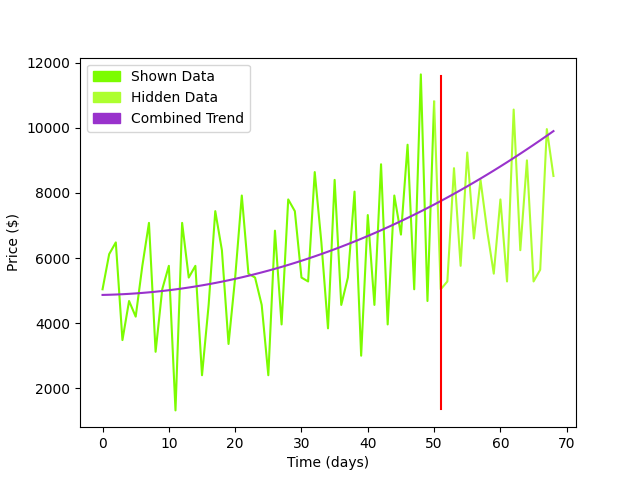 12000
10000
8000
6000
4000
2000
Price ($)
Shown Data
Hidden Data
Combined Trend
0 10 20 30 40 50 60 70
Time (days)